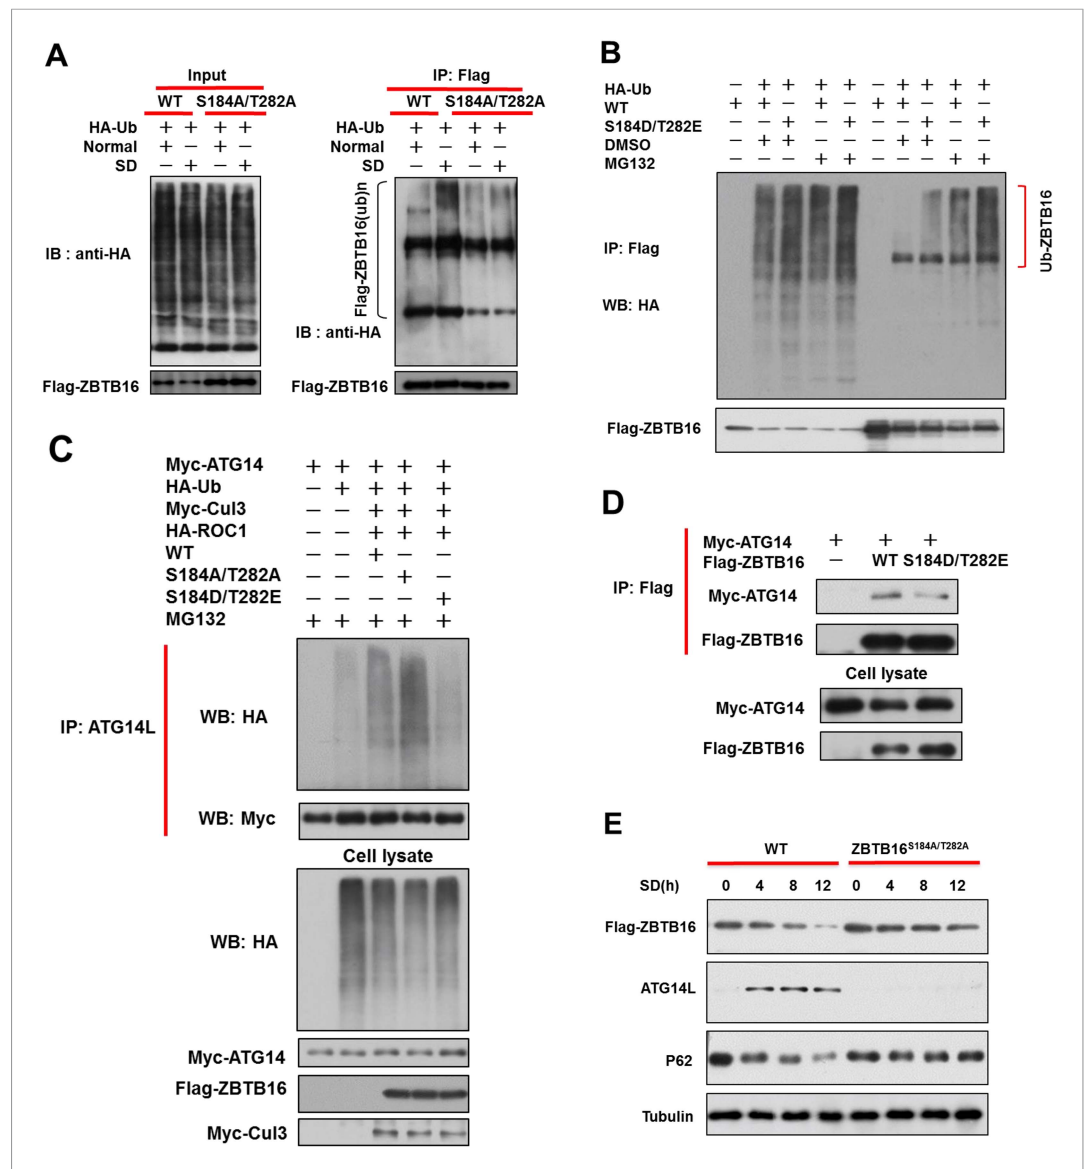 A
Input
WT S184A/T282A
HA-Ub + + + +
Normal + − + −
SD − + − +
IB : anti-HA
Flag-ZBTB16
IP: Flag
WT S184A/T282A
HA-Ub + + + +
Normal + − + −
SD − + − +
Flag-ZBTB16(ub)n
IB : anti-HA
Flag-ZBTB16
B
HA-Ub − + + + + − + + + +
WT + + − + − + + − + −
S184D/T282E − − + − + − − + − +
DMSO − + + − − − + + − −
MG132 − − − + + − − − + +
IP: Flag
WB: HA
Ub-ZBTB16
Flag-ZBTB16
C
Myc-ATG14 + + + + +
HA-Ub − + + + +
Myc-Cul3 − − + + +
HA-ROC1 − − + + +
WT − − + − −
S184A/T282A − − − + −
S184D/T282E − − − − +
MG132 + + + + +
IP: ATG14L
WB: HA
WB: Myc
Cell lysate
WB: HA
Myc-ATG14
Flag-ZBTB16
Myc-Cul3
D
IP: Flag
Myc-ATG14 + + +
Flag-ZBTB16 − WT S184D/T282E
Myc-ATG14
Flag-ZBTB16
Cell lysate
Myc-ATG14
Flag-ZBTB16
E
WT ZBTB16S184A/T282A
SD(h) 0 4 8 12 0 4 8 12
Flag-ZBTB16
ATG14L
P62
Tubulin